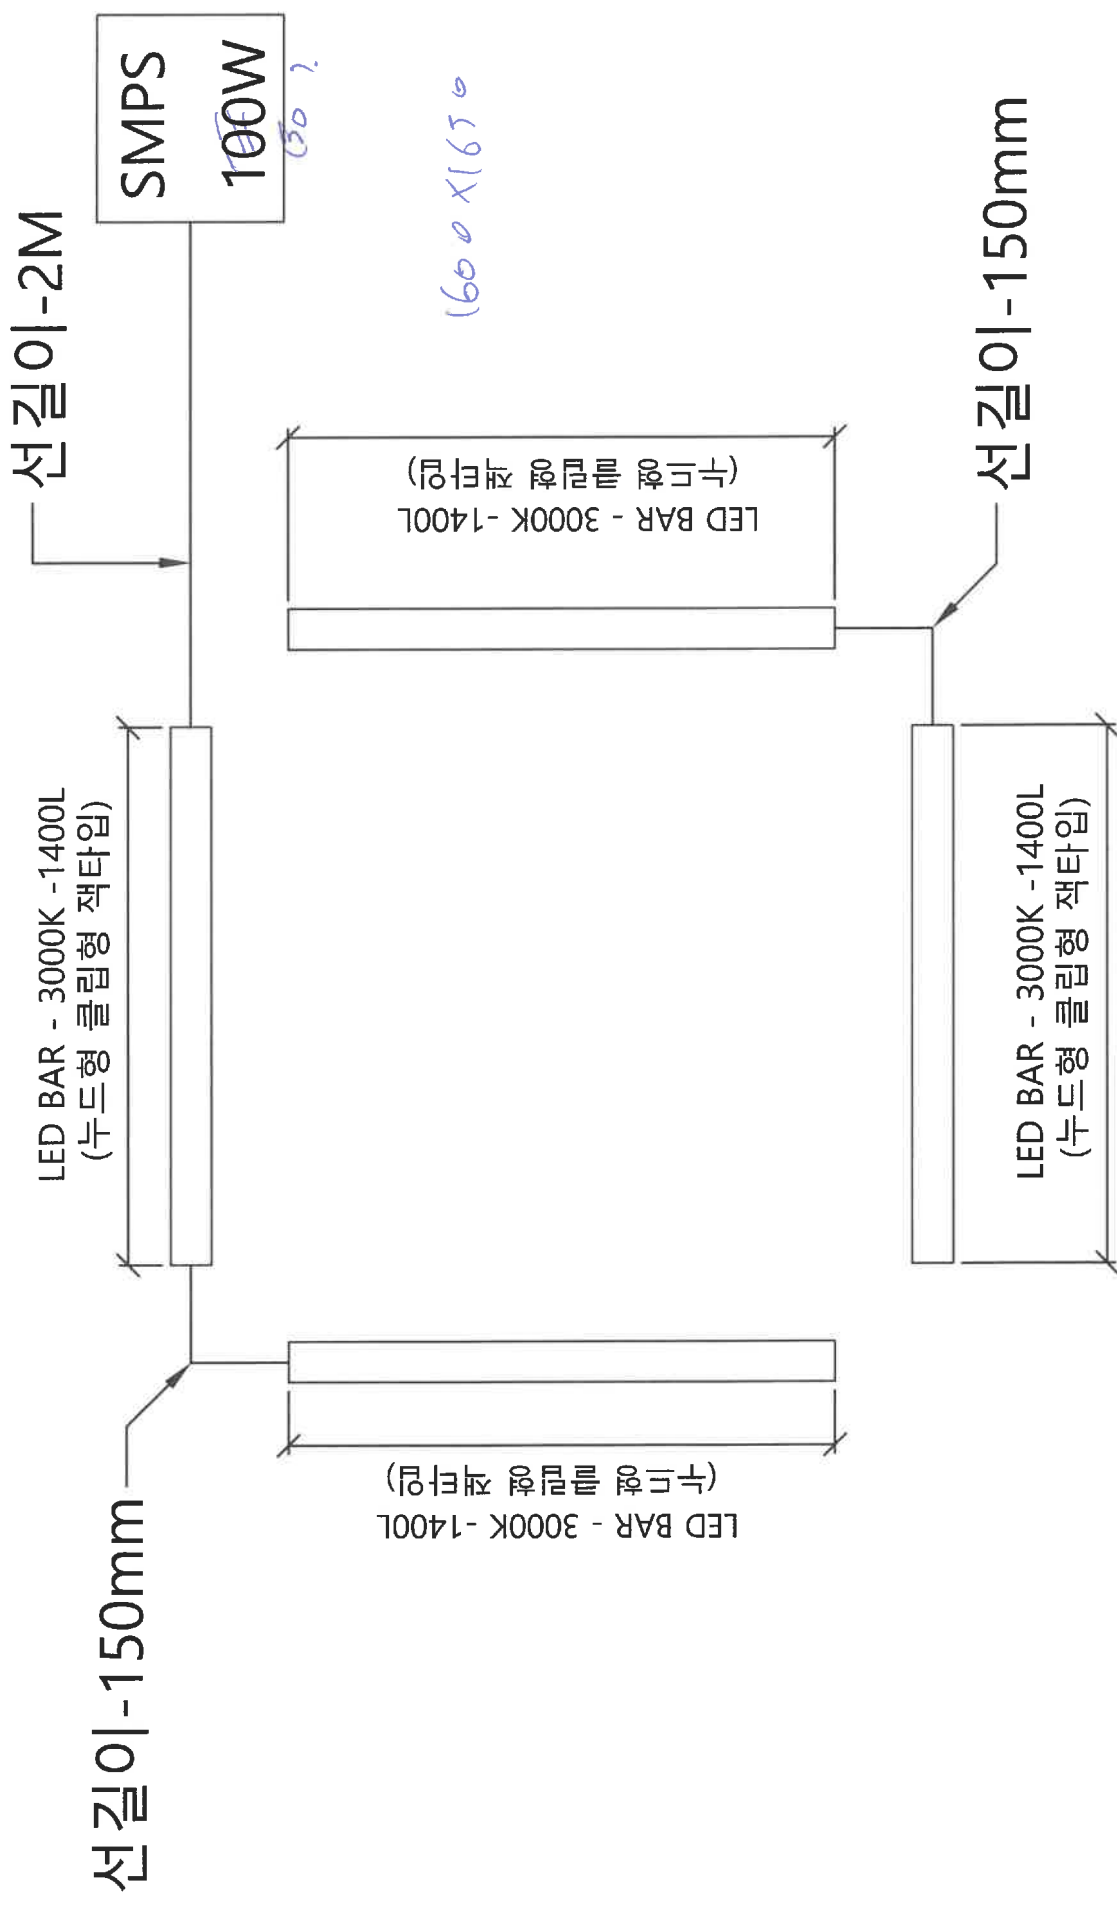 선길이-150mm
선길이-2M
SMPS
100W
(50 ?
1600 X1650
LED BAR - 3000K -1400L
(누드형 클립형 잭타입)
LED BAR - 3000K -1400L
(누드형 클립형 잭타입)
LED BAR - 3000K -1400L
(누드형 클립형 잭타입)
LED BAR - 3000K -1400L
(누드형 클립형 잭타입)
선길이-150mm